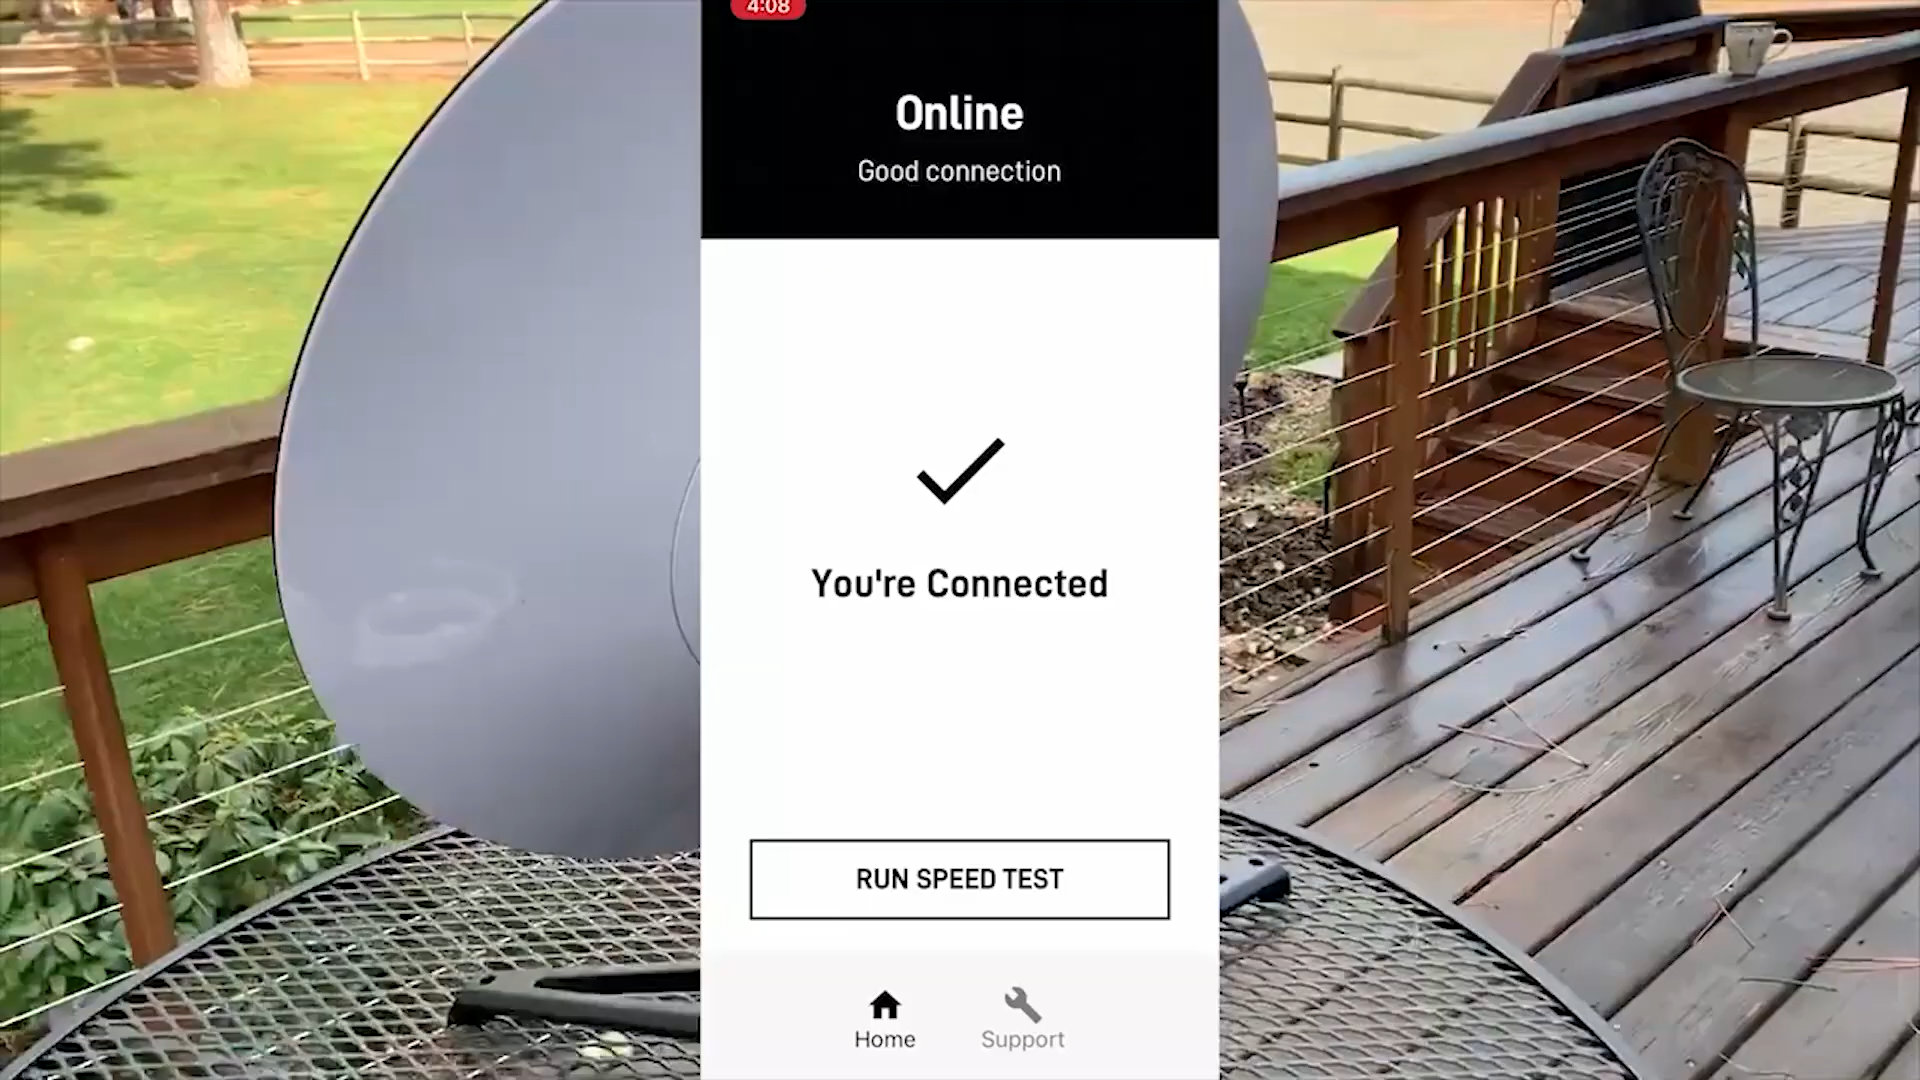 4:08
Online
Good connection
You're Connected
RUN SPEED TEST
Home
Support